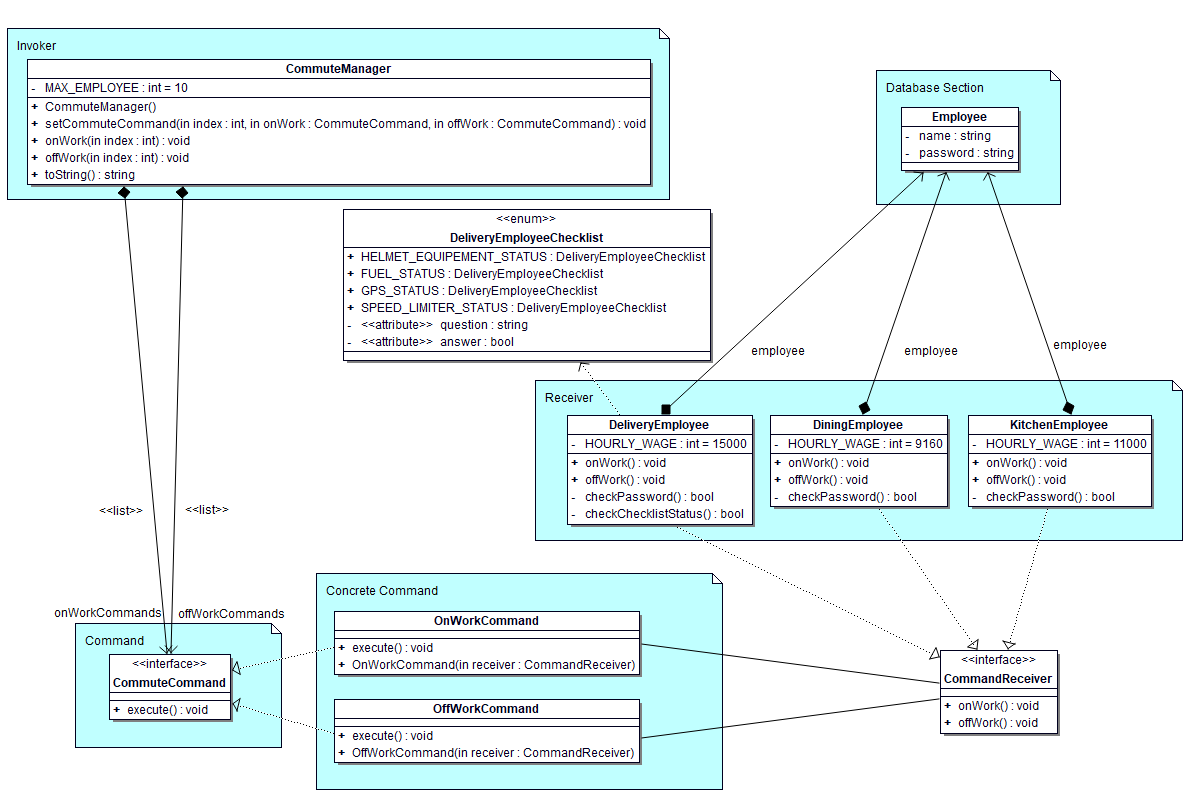 Invoker
CommuteManager
- MAX_EMPLOYEE : int = 10
+ CommuteManager()
+ setCommuteCommand(in index : int, in onWork : CommuteCommand, in offWork : CommuteCommand) : void
+ onWork(in index : int) : void
+ offWork(in index : int) : void
+ toString() : string
Database Section
Employee
- name : string
- password : string
<<enum>>
DeliveryEmployeeChecklist
+ HELMET_EQUIPEMENT_STATUS : DeliveryEmployeeChecklist
+ FUEL_STATUS : DeliveryEmployeeChecklist
+ GPS_STATUS : DeliveryEmployeeChecklist
+ SPEED_LIMITER_STATUS : DeliveryEmployeeChecklist
- <<attribute>> question : string
- <<attribute>> answer : bool
employee
employee
employee
Receiver
DeliveryEmployee
- HOURLY_WAGE : int = 15000
+ onWork() : void
+ offWork() : void
- checkPassword() : bool
- checkChecklistStatus() : bool
DiningEmployee
- HOURLY_WAGE : int = 9160
+ onWork() : void
+ offWork() : void
- checkPassword() : bool
KitchenEmployee
- HOURLY_WAGE : int = 11000
+ onWork() : void
+ offWork() : void
- checkPassword() : bool
<<list>>
<<list>>
onWorkCommands
offWorkCommands
Command
<<interface>>
CommuteCommand
+ execute() : void
Concrete Command
OnWorkCommand
+ execute() : void
+ OnWorkCommand(in receiver : CommandReceiver)
OffWorkCommand
+ execute() : void
+ OffWorkCommand(in receiver : CommandReceiver)
<<interface>>
CommandReceiver
+ onWork() : void
+ offWork() : void